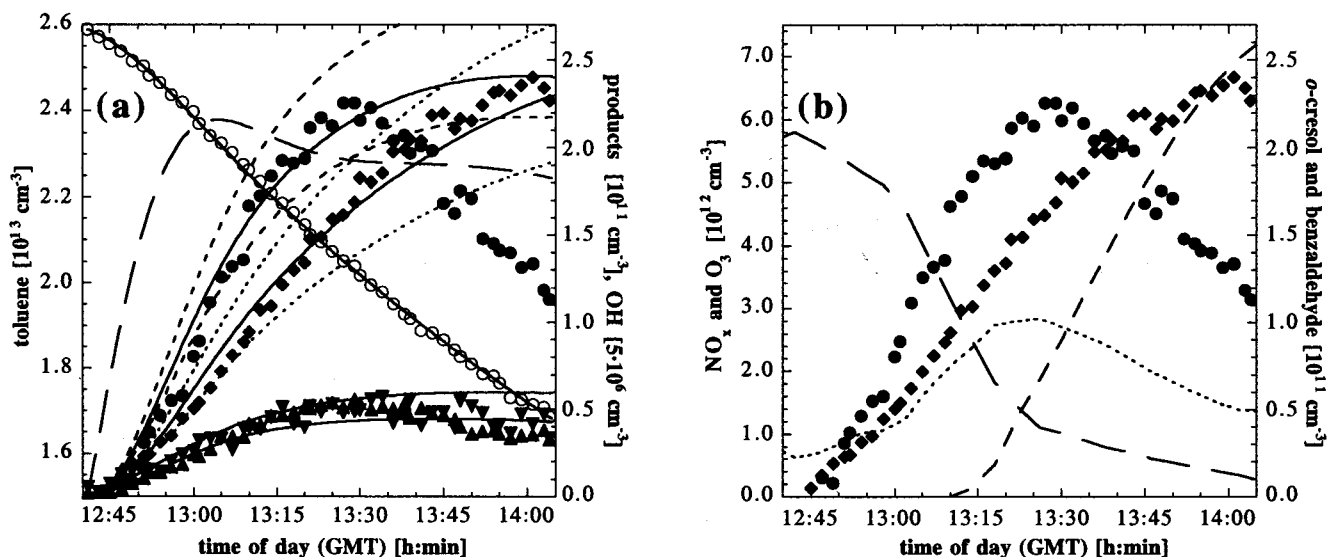 2.6
2.4
2.2
2.0
1.8
1.6
toluene [10¹³ cm⁻³]
(a)
2.5
2.0
1.5
1.0
0.5
0.0
products [10¹¹ cm⁻³], OH [5·10⁶ cm⁻³]
12:45 13:00 13:15 13:30 13:45 14:00
time of day (GMT) [h:min]
7.0
6.0
5.0
4.0
3.0
2.0
1.0
0.0
NOₓ and O₃ [10¹² cm⁻³]
(b)
2.5
2.0
1.5
1.0
0.5
0.0
o-cresol and benzaldehyde [10¹¹ cm⁻³]
12:45 13:00 13:15 13:30 13:45 14:00
time of day (GMT) [h:min]